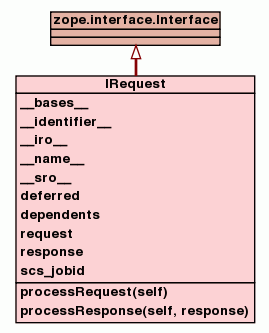 zope.interface.Interface
IRequest
__bases__
__identifier__
__iro__
__name__
__sro__
deferred
dependents
request
response
scs_jobid
processRequest(self)
processResponse(self, response)